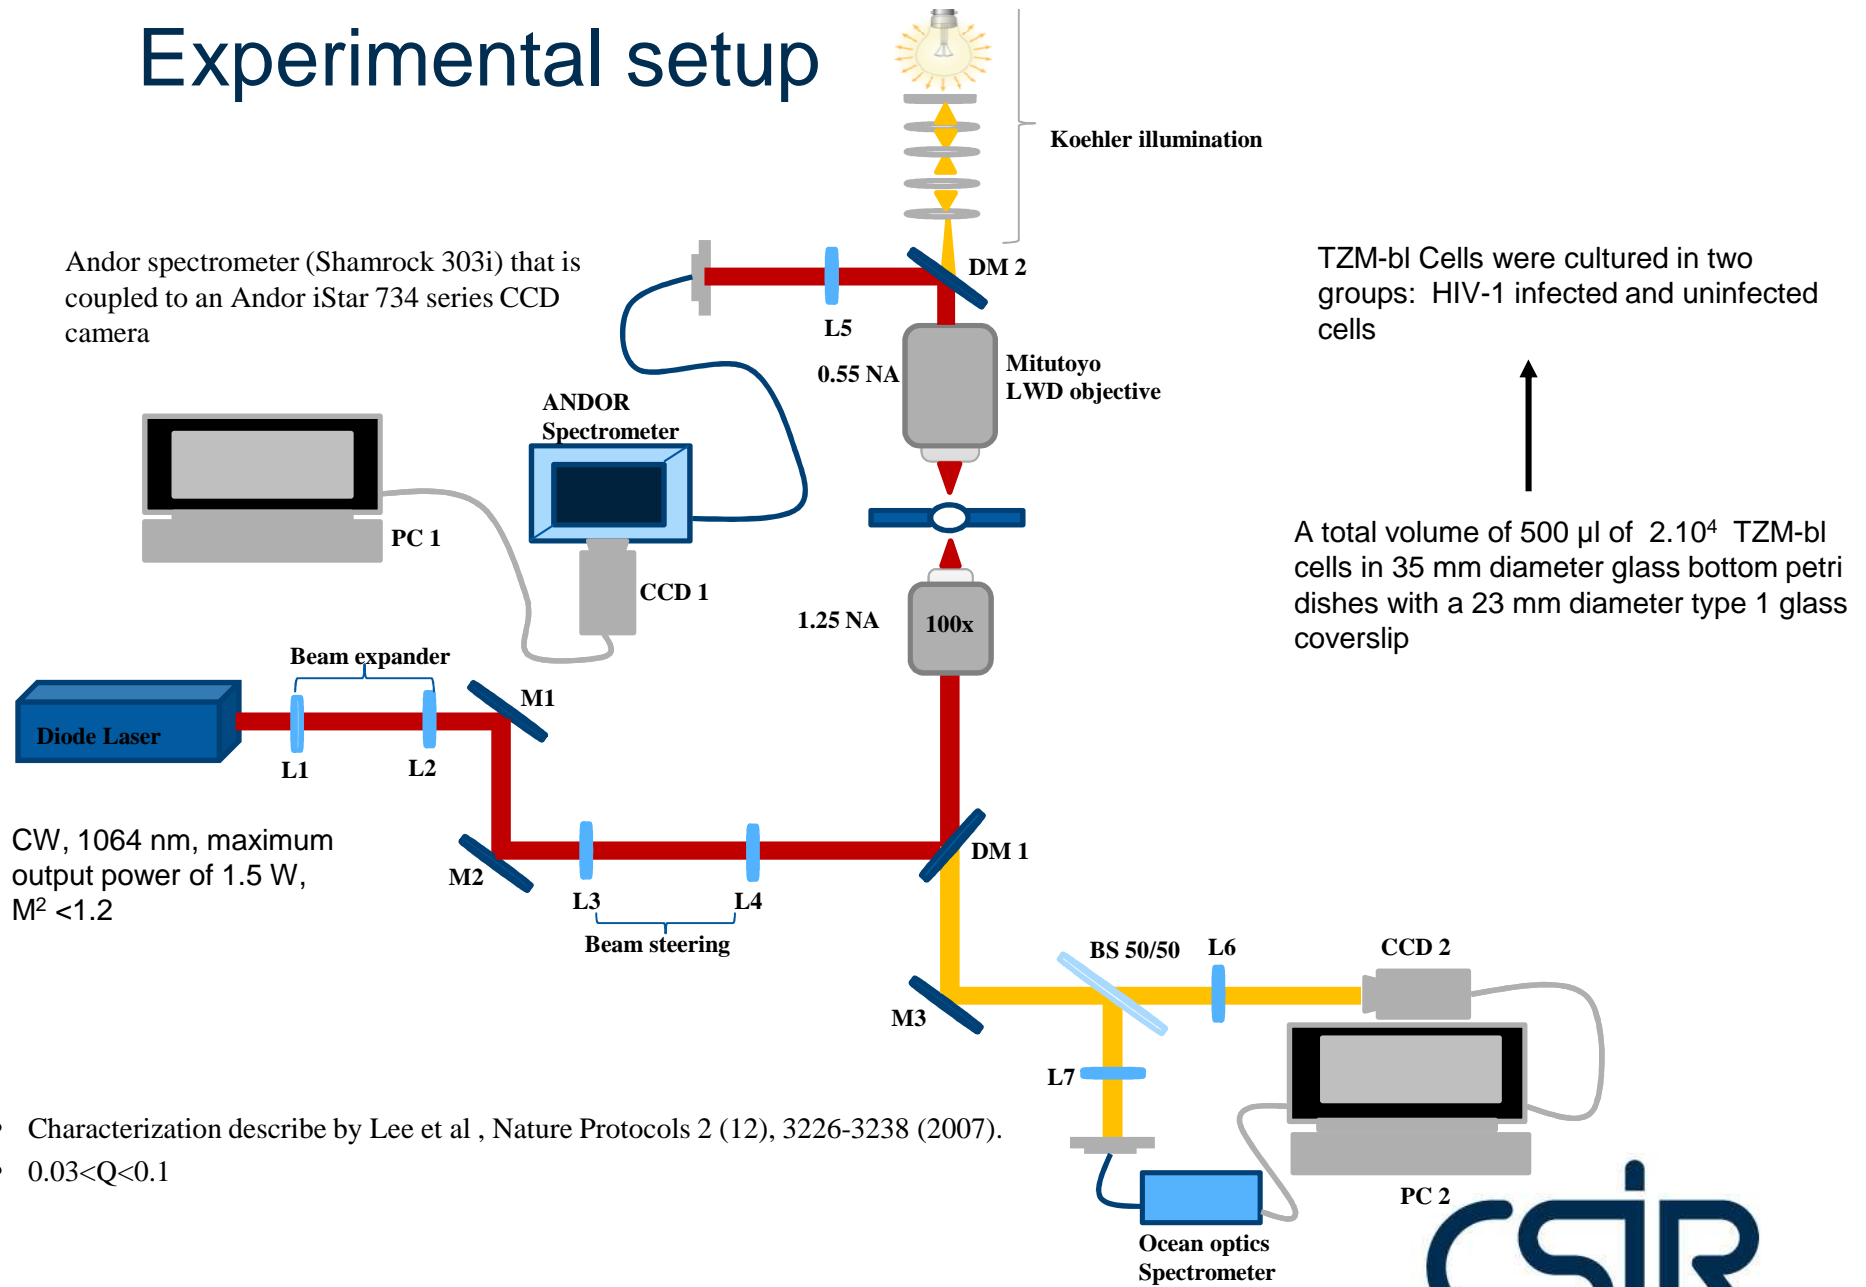 Experimental setup
Koehler illumination
Andor spectrometer (Shamrock 303i) that is
coupled to an Andor iStar 734 series CCD
camera
DM 2
L5
0.55 NA
Mitutoyo
LWD objective
TZM-bl Cells were cultured in two
groups: HIV-1 infected and uninfected
cells
ANDOR
Spectrometer
PC 1
CCD 1
1.25 NA
100x
A total volume of 500 µl of 2.10⁴ TZM-bl
cells in 35 mm diameter glass bottom petri
dishes with a 23 mm diameter type 1 glass
coverslip
Beam expander
M1
Diode Laser
L1
L2
CW, 1064 nm, maximum
output power of 1.5 W,
M² <1.2
M2
L3
L4
DM 1
Beam steering
BS 50/50
L6
CCD 2
M3
L7
• Characterization describe by Lee et al , Nature Protocols 2 (12), 3226-3238 (2007).
• 0.03<Q<0.1
PC 2
Ocean optics
Spectrometer
CSIR